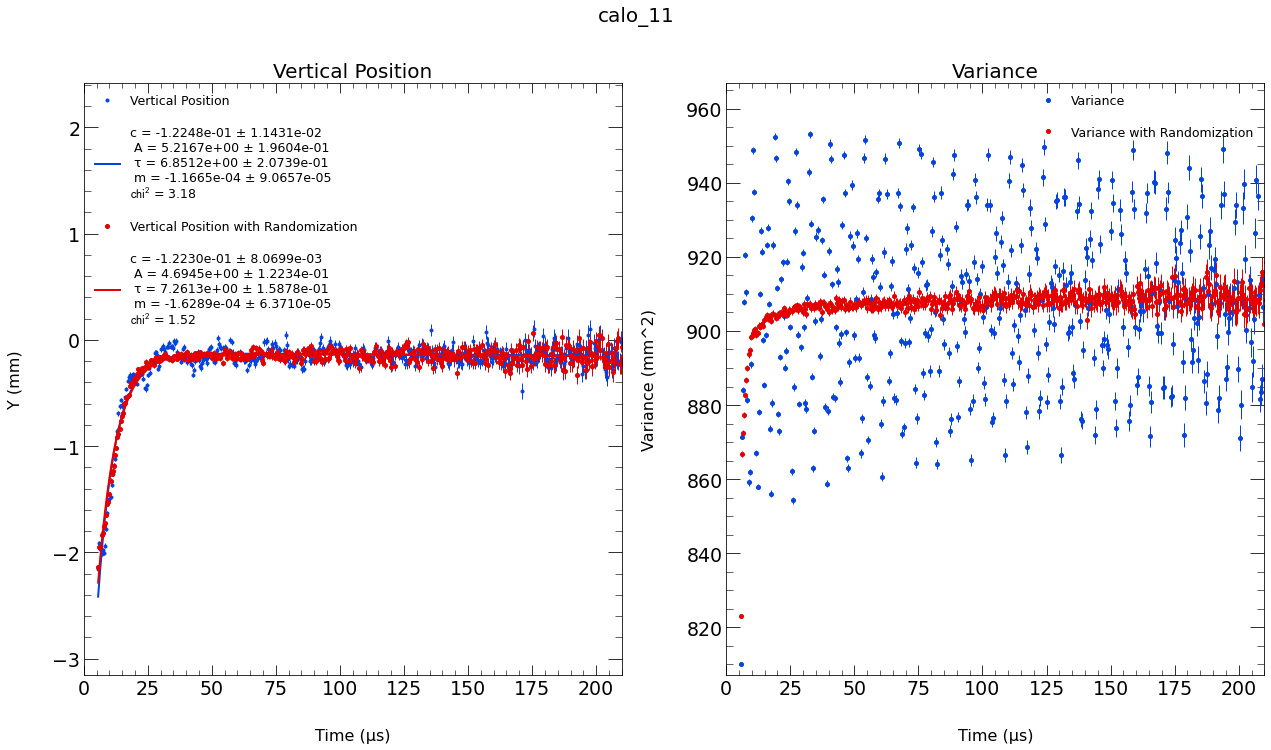 calo_11
Vertical Position
Vertical Position
c = -1.2248e-01 ± 1.1431e-02
A = 5.2167e+00 ± 1.9604e-01
τ = 6.8512e+00 ± 2.0739e-01
m = -1.1665e-04 ± 9.0657e-05
chi² = 3.18
Vertical Position with Randomization
c = -1.2230e-01 ± 8.0699e-03
A = 4.6945e+00 ± 1.2234e-01
τ = 7.2613e+00 ± 1.5878e-01
m = -1.6289e-04 ± 6.3710e-05
chi² = 1.52
2
1
0
−1
−2
−3
Y (mm)
0 25 50 75 100 125 150 175 200
Time (μs)
Variance
Variance
Variance with Randomization
960
940
920
900
880
860
840
820
Variance (mm^2)
0 25 50 75 100 125 150 175 200
Time (μs)